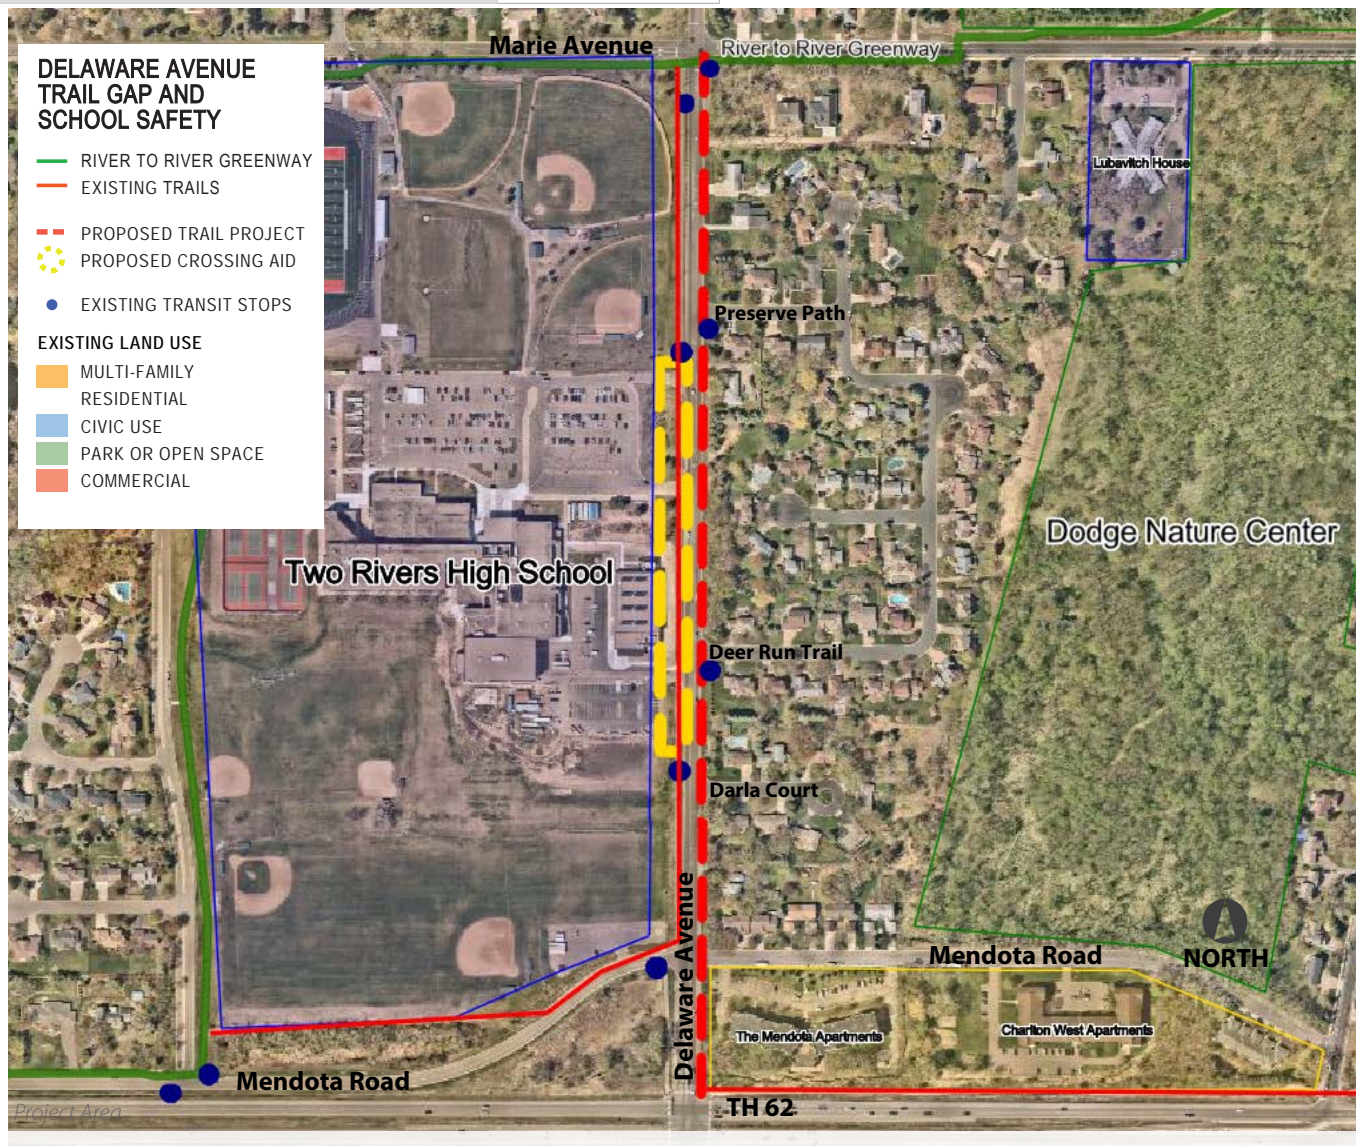 Marie Avenue
River to River Greenway
DELAWARE AVENUE
TRAIL GAP AND
SCHOOL SAFETY
RIVER TO RIVER GREENWAY
EXISTING TRAILS
PROPOSED TRAIL PROJECT
PROPOSED CROSSING AID
EXISTING TRANSIT STOPS
EXISTING LAND USE
MULTI-FAMILY
RESIDENTIAL
CIVIC USE
PARK OR OPEN SPACE
COMMERCIAL
Lubavitch House
Preserve Path
Dodge Nature Center
Two Rivers High School
Deer Run Trail
Darla Court
Delaware Avenue
Mendota Road
NORTH
The Mendota Apartments
Charlton West Apartments
Mendota Road
TH 62
Project Area